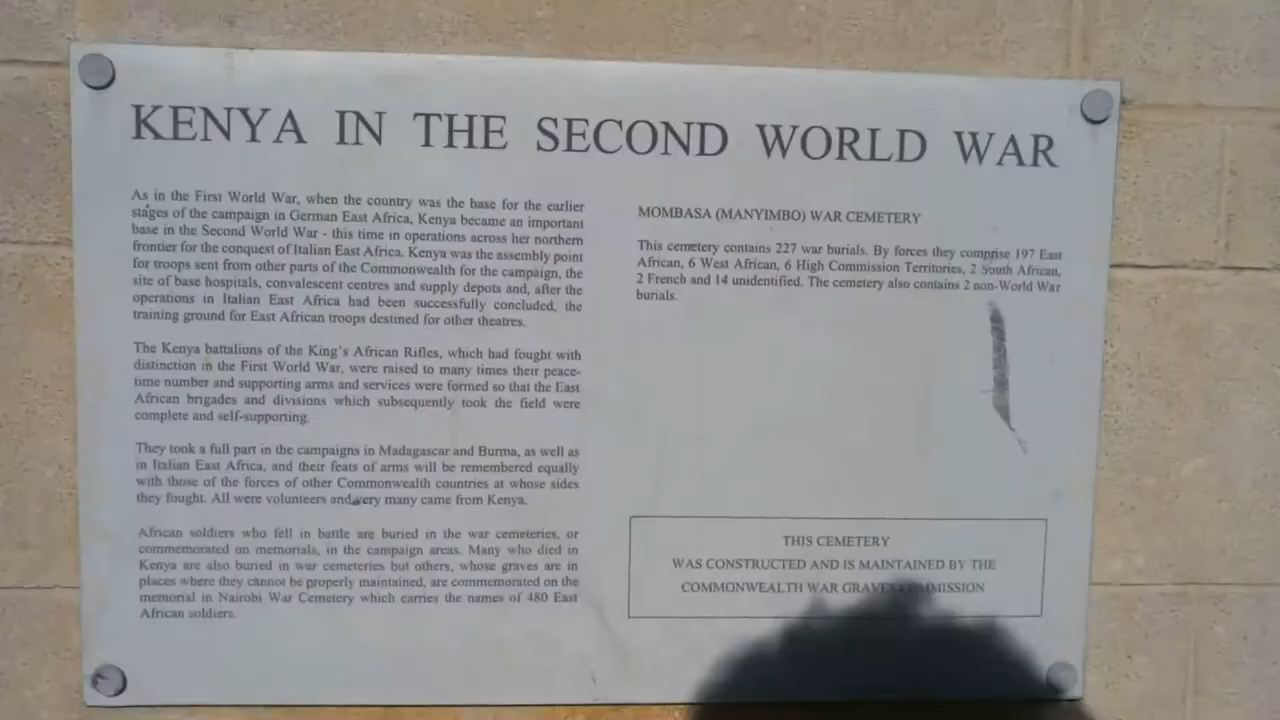 KENYA IN THE SECOND WORLD WAR
As in the First World War, when the country was the base for the earlier
stages of the campaign in German East Africa, Kenya became an important
base in the Second World War - this time in operations across her northern
frontier for the conquest of Italian East Africa. Kenya was the assembly point
for troops sent from other parts of the Commonwealth for the campaign, the
site of base hospitals, convalescent centres and supply depots and, after the
operations in Italian East Africa had been successfully concluded, the
training ground for East African troops destined for other theatres.
The Kenya battalions of the King's African Rifles, which had fought with
distinction in the First World War, were raised to many times their peace-
time number and supporting arms and services were formed so that the East
African brigades and divisions which subsequently took the field were
complete and self-supporting.
They took a full part in the campaigns in Madagascar and Burma, as well as
in Italian East Africa, and their feats of arms will be remembered equally
with those of the forces of other Commonwealth countries at whose sides
they fought. All were volunteers and very many came from Kenya.
African soldiers who fell in battle are buried in the war cemeteries, or
commemorated on memorials, in the campaign areas. Many who died in
Kenya are also buried in war cemeteries but others, whose graves are in
places where they cannot be properly maintained, are commemorated on the
memorial in Nairobi War Cemetery which carries the names of 480 East
African soldiers.
MOMBASA (MANYIMBO) WAR CEMETERY
This cemetery contains 227 war burials. By forces they comprise 197 East
African, 6 West African, 6 High Commission Territories, 2 South African,
2 French and 14 unidentified. The cemetery also contains 2 non-World War
burials.
THIS CEMETERY
WAS CONSTRUCTED AND IS MAINTAINED BY THE
COMMONWEALTH WAR GRAVES COMMISSION